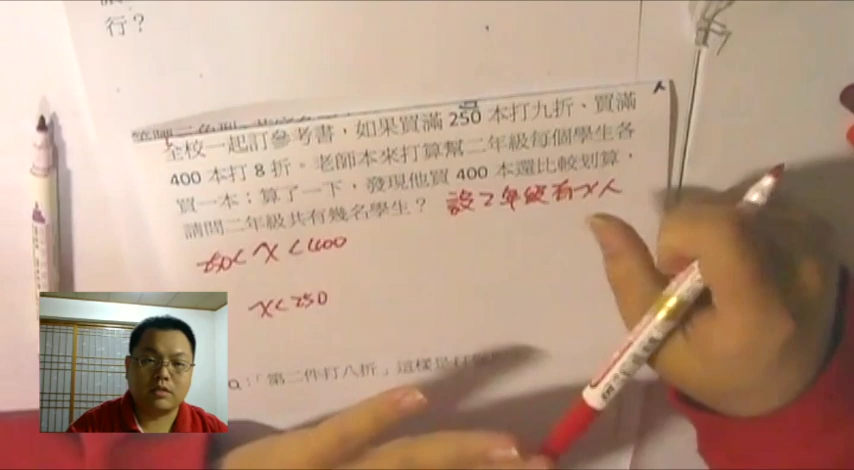 行？
全校一起訂參考書，如果買滿 250 本打九折、買滿
400 本打 8 折。老師本來打算幫二年級每個學生各
買一本；算了一下，發現他買 400 本還比較划算，
請問二年級共有幾名學生？ 設2年級有x人
250<x<400
x<250
Q：「第二件打八折」這樣是打